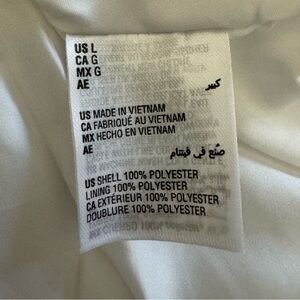 US L
CA G
MX G
AE كبير
US MADE IN VIETNAM
CA FABRIQUÉ AU VIETNAM
MX HECHO EN VIETNAM
AE صُنع في فيتنام
US SHELL 100% POLYESTER
LINING 100% POLYESTER
CA EXTÉRIEUR 100% POLYESTER
DOUBLURE 100% POLYESTER